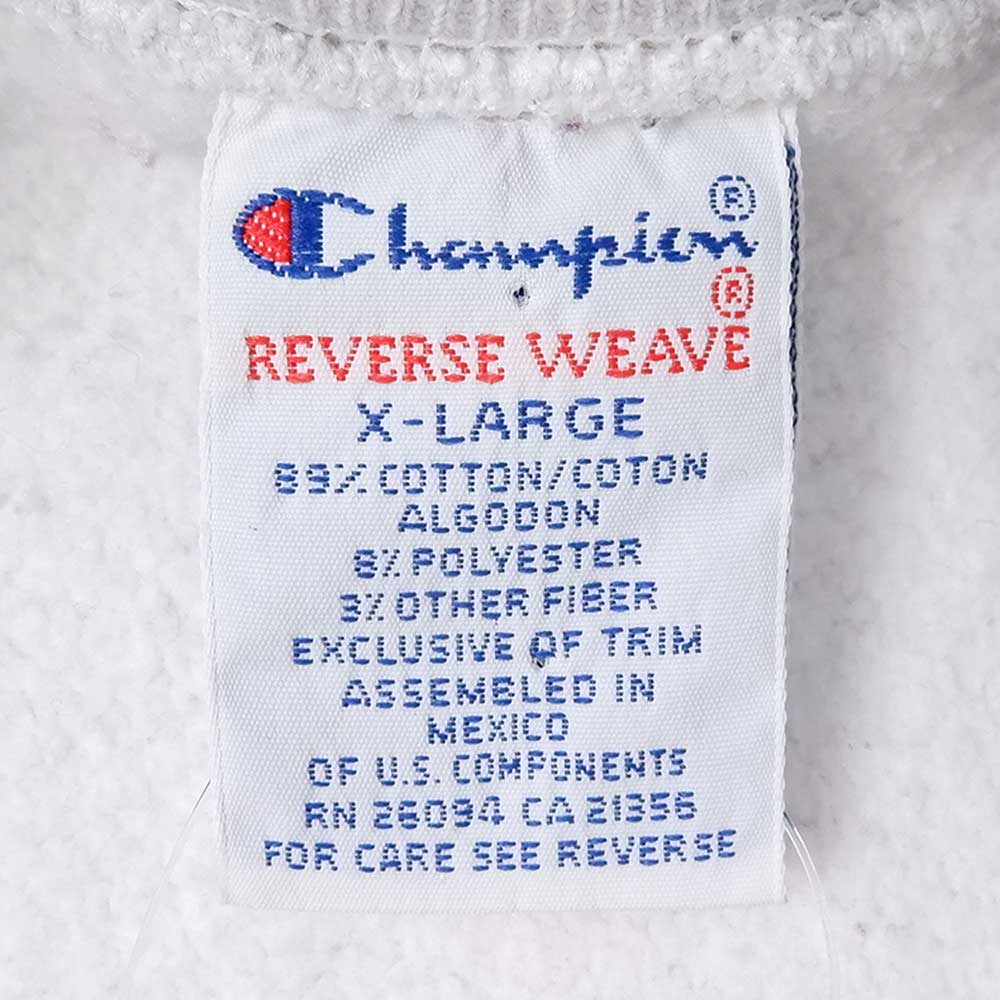 Champion®
®
REVERSE WEAVE
X-LARGE
89% COTTON/COTON
ALGODON
8% POLYESTER
3% OTHER FIBER
EXCLUSIVE OF TRIM
ASSEMBLED IN
MEXICO
OF U.S. COMPONENTS
RN 26094 CA 21356
FOR CARE SEE REVERSE